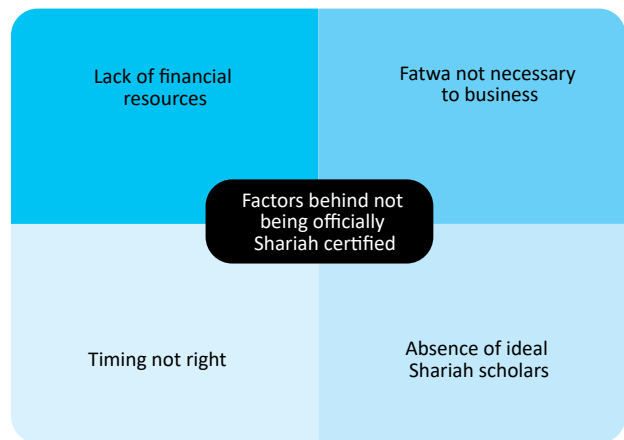 Lack of financial
resources
Fatwa not necessary
to business
Factors behind not
being officially
Shariah certified
Timing not right
Absence of ideal
Shariah scholars